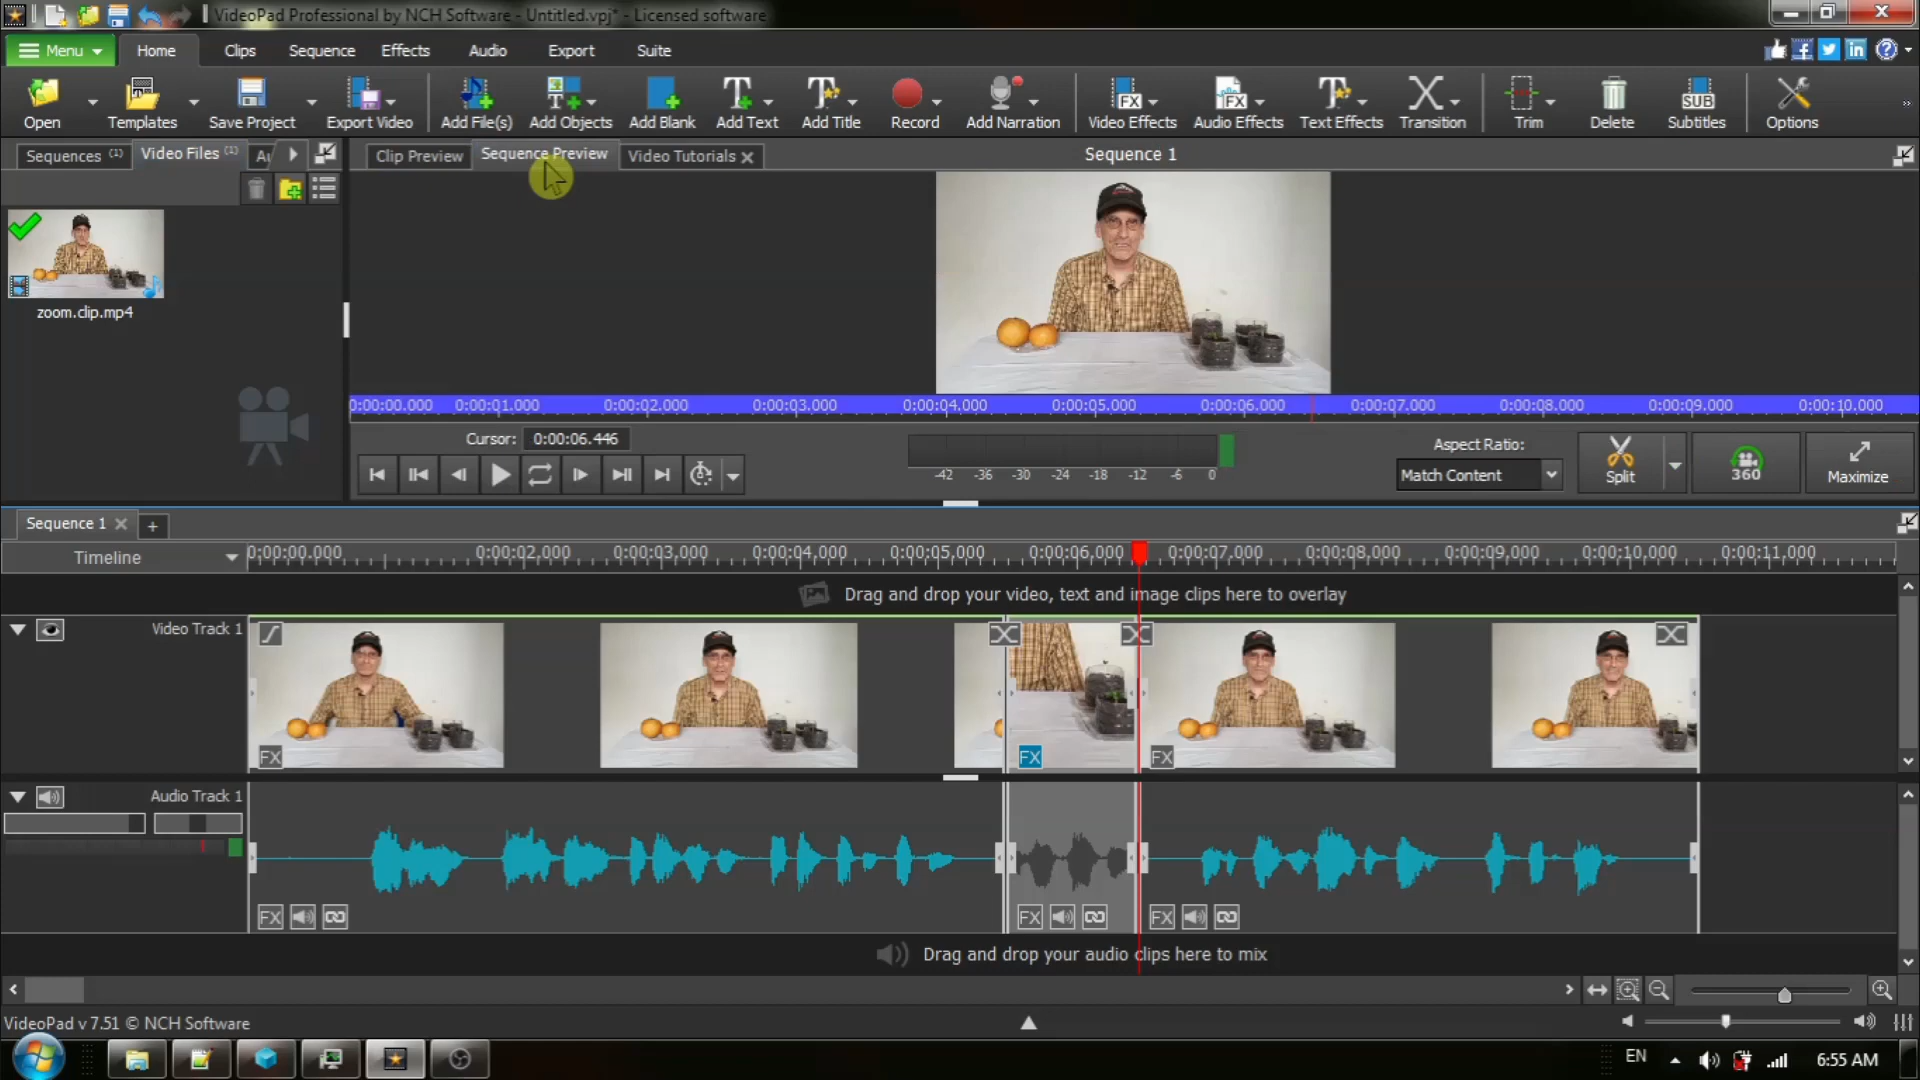 VideoPad Professional by NCH Software - Untitled.vpj* - Licensed software
Menu Home Clips Sequence Effects Audio Export Suite
Open Templates Save Project Export Video Add File(s) Add Objects Add Blank Add Text Add Title Record Add Narration Video Effects Audio Effects Text Effects Transition Trim Delete Subtitles Options
Sequences (1) Video Files (1) Clip Preview Sequence Preview Video Tutorials Sequence 1
zoom.clip.mp4
0:00:00.000 0:00:01.000 0:00:02.000 0:00:03.000 0:00:04.000 0:00:05.000 0:00:06.000 0:00:07.000 0:00:08.000 0:00:09.000 0:00:10.000
Cursor: 0:00:06.446
-42 -36 -30 -24 -18 -12 -6 0
Aspect Ratio:
Match Content
Split 360 Maximize
Sequence 1
Timeline 0:00:00.000 0:00:02,000 0:00:03,000 0:00:04,000 0:00:05,000 0:00:06,000 0:00:07,000 0:00:08,000 0:00:09,000 0:00:10,000 0:00:11,000
Drag and drop your video, text and image clips here to overlay
Video Track 1
FX FX FX
Audio Track 1
FX FX FX
Drag and drop your audio clips here to mix
VideoPad v 7.51 © NCH Software
EN 6:55 AM